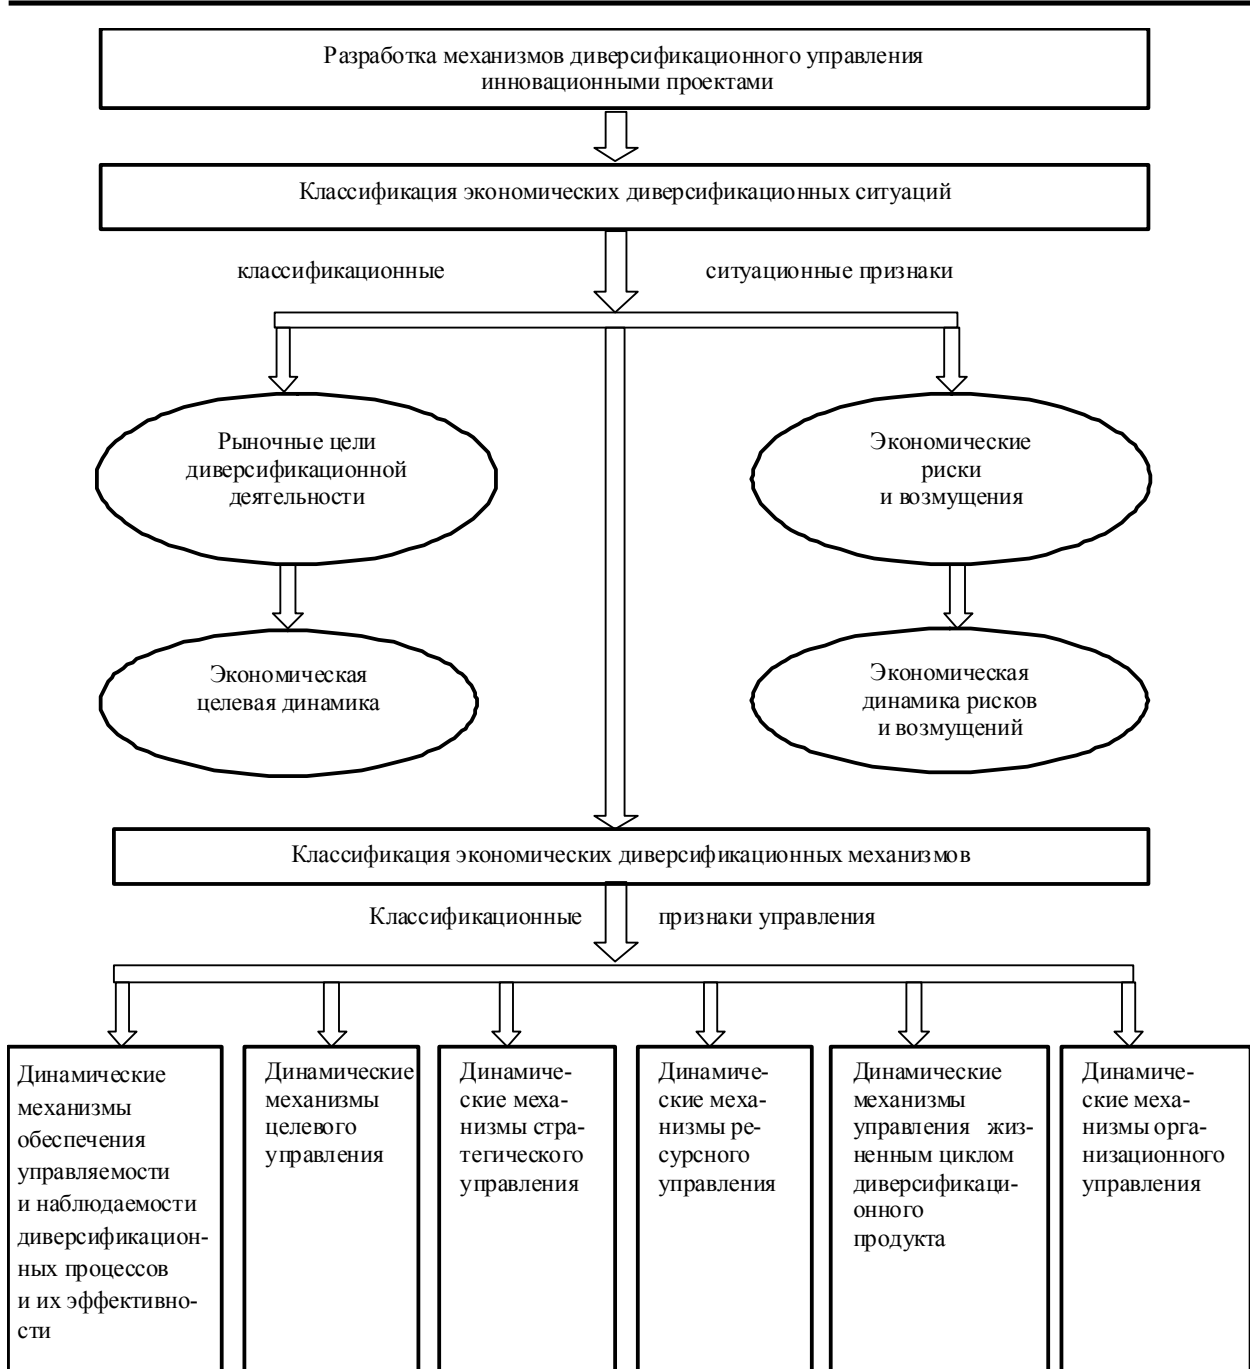 Разработка механизмов диверсификационного управления
инновационными проектами
Классификация экономических диверсификационных ситуаций
классификационные
ситуационные признаки
Рыночные цели
диверсификационной
деятельности
Экономические
риски
и возмущения
Экономическая
целевая динамика
Экономическая
динамика рисков
и возмущений
Классификация экономических диверсификационных механизмов
Классификационные
признаки управления
Динамические
механизмы
обеспечения
управляемости
и наблюдаемости
диверсификацион-
ных процессов
и их эффективно-
сти
Динамические
механизмы
целевого
управления
Динамиче-
ские меха-
низмы стра-
тегического
управления
Динамиче-
ские меха-
низмы ре-
сурсного
управления
Динамические
механизмы
управления жиз-
ненным циклом
диверсификаци-
онного
продукта
Динамиче-
ские меха-
низмы орга-
низационного
управления